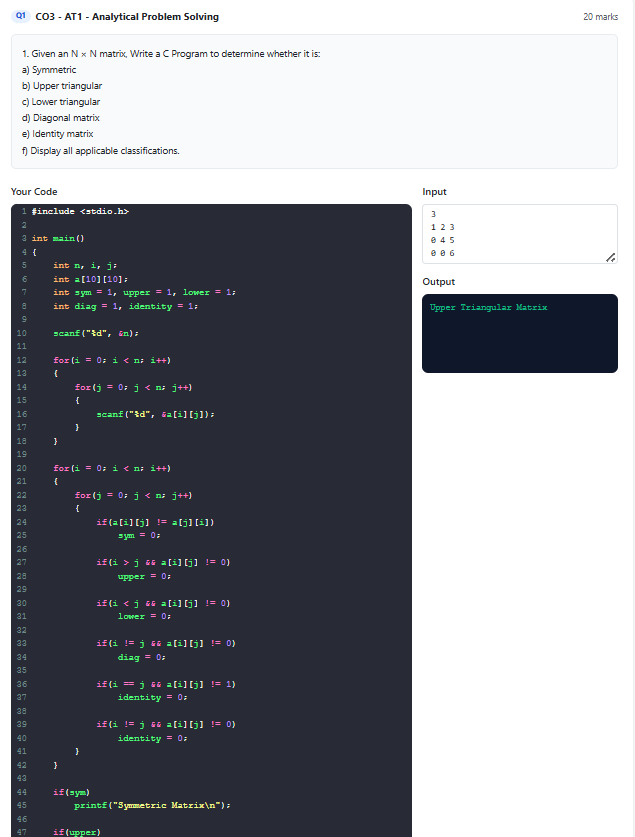 Q1 CO3 - AT1 - Analytical Problem Solving
20 marks
1. Given an N × N matrix, Write a C Program to determine whether it is:
a) Symmetric
b) Upper triangular
c) Lower triangular
d) Diagonal matrix
e) Identity matrix
f) Display all applicable classifications.
Your Code
1 #include <stdio.h>
2
3 int main()
4 {
5     int n, i, j;
6     int a[10][10];
7     int sym = 1, upper = 1, lower = 1;
8     int diag = 1, identity = 1;
9
10     scanf("%d", &n);
11
12     for(i = 0; i < n; i++)
13     {
14         for(j = 0; j < n; j++)
15         {
16             scanf("%d", &a[i][j]);
17         }
18     }
19
20     for(i = 0; i < n; i++)
21     {
22         for(j = 0; j < n; j++)
23         {
24             if(a[i][j] != a[j][i])
25                 sym = 0;
26
27             if(i > j && a[i][j] != 0)
28                 upper = 0;
29
30             if(i < j && a[i][j] != 0)
31                 lower = 0;
32
33             if(i != j && a[i][j] != 0)
34                 diag = 0;
35
36             if(i == j && a[i][j] != 1)
37                 identity = 0;
38
39             if(i != j && a[i][j] != 0)
40                 identity = 0;
41         }
42     }
43
44     if(sym)
45         printf("Symmetric Matrix\n");
46
47     if(upper)
Input
3
1 2 3
0 4 5
0 0 6
Output
Upper Triangular Matrix